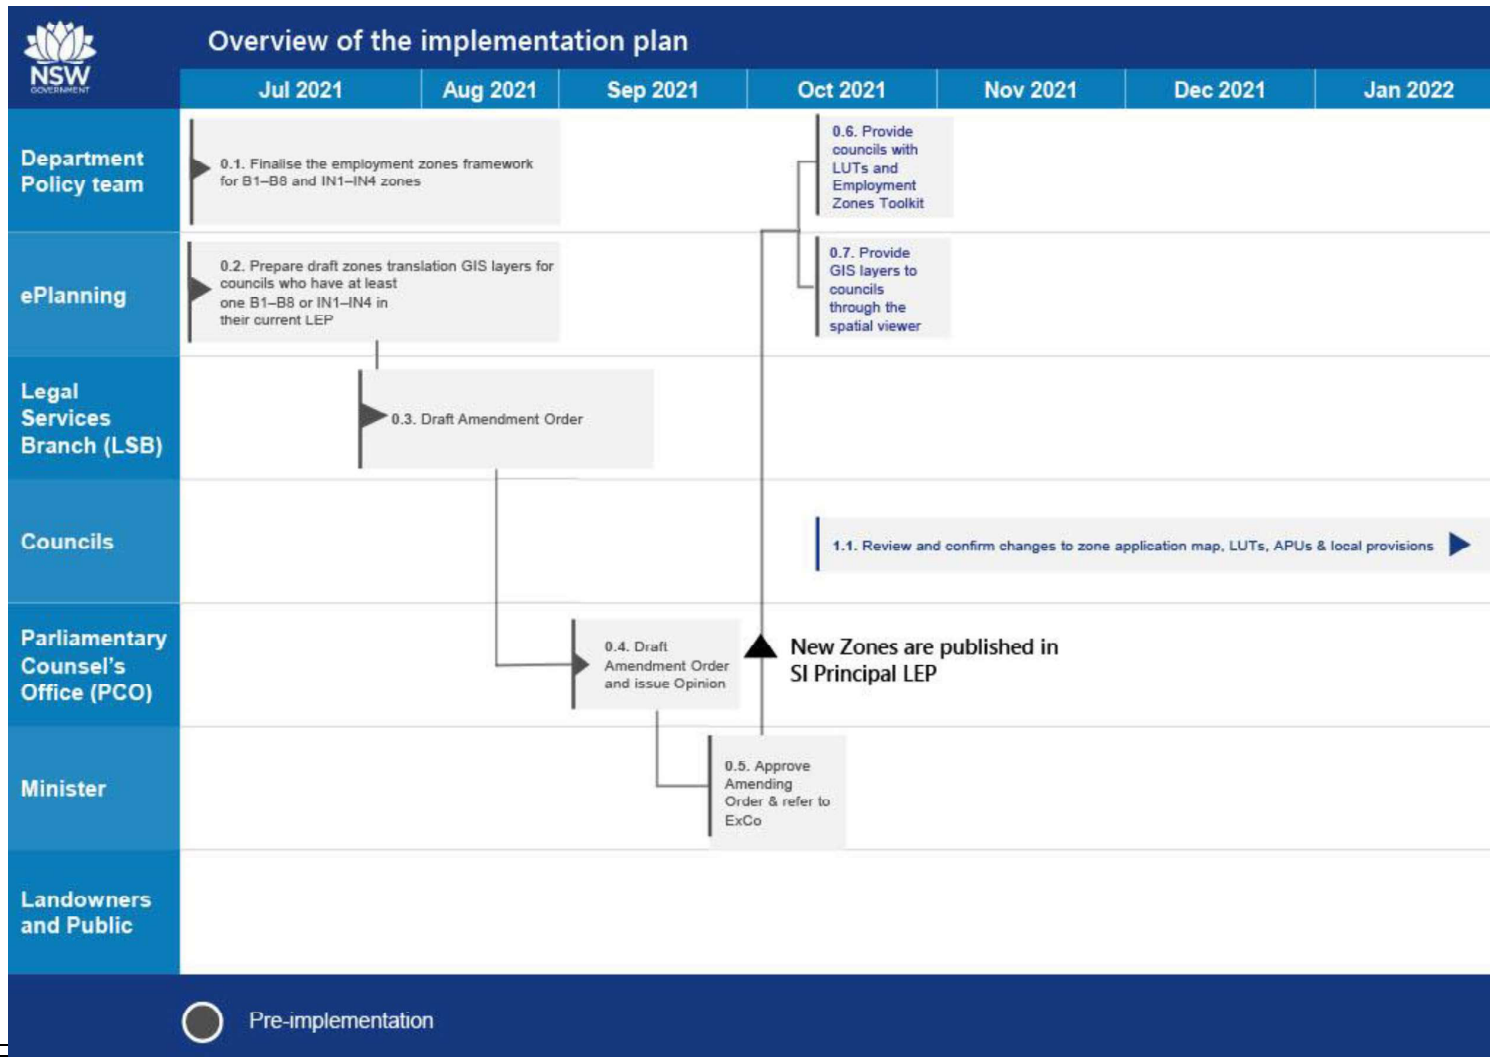 NSW
GOVERNMENT
Overview of the implementation plan
Jul 2021
Aug 2021
Sep 2021
Oct 2021
Nov 2021
Dec 2021
Jan 2022
Department
Policy team
0.1. Finalise the employment zones framework
for B1–B8 and IN1–IN4 zones
0.6. Provide
councils with
LUTs and
Employment
Zones Toolkit
ePlanning
0.2. Prepare draft zones translation GIS layers for
councils who have at least
one B1–B8 or IN1–IN4 in
their current LEP
0.7. Provide
GIS layers to
councils
through the
spatial viewer
Legal
Services
Branch (LSB)
0.3. Draft Amendment Order
Councils
1.1. Review and confirm changes to zone application map, LUTs, APUs & local provisions
Parliamentary
Counsel's
Office (PCO)
0.4. Draft
Amendment Order
and issue Opinion
New Zones are published in
SI Principal LEP
Minister
0.5. Approve
Amending
Order & refer to
ExCo
Landowners
and Public
Pre-implementation